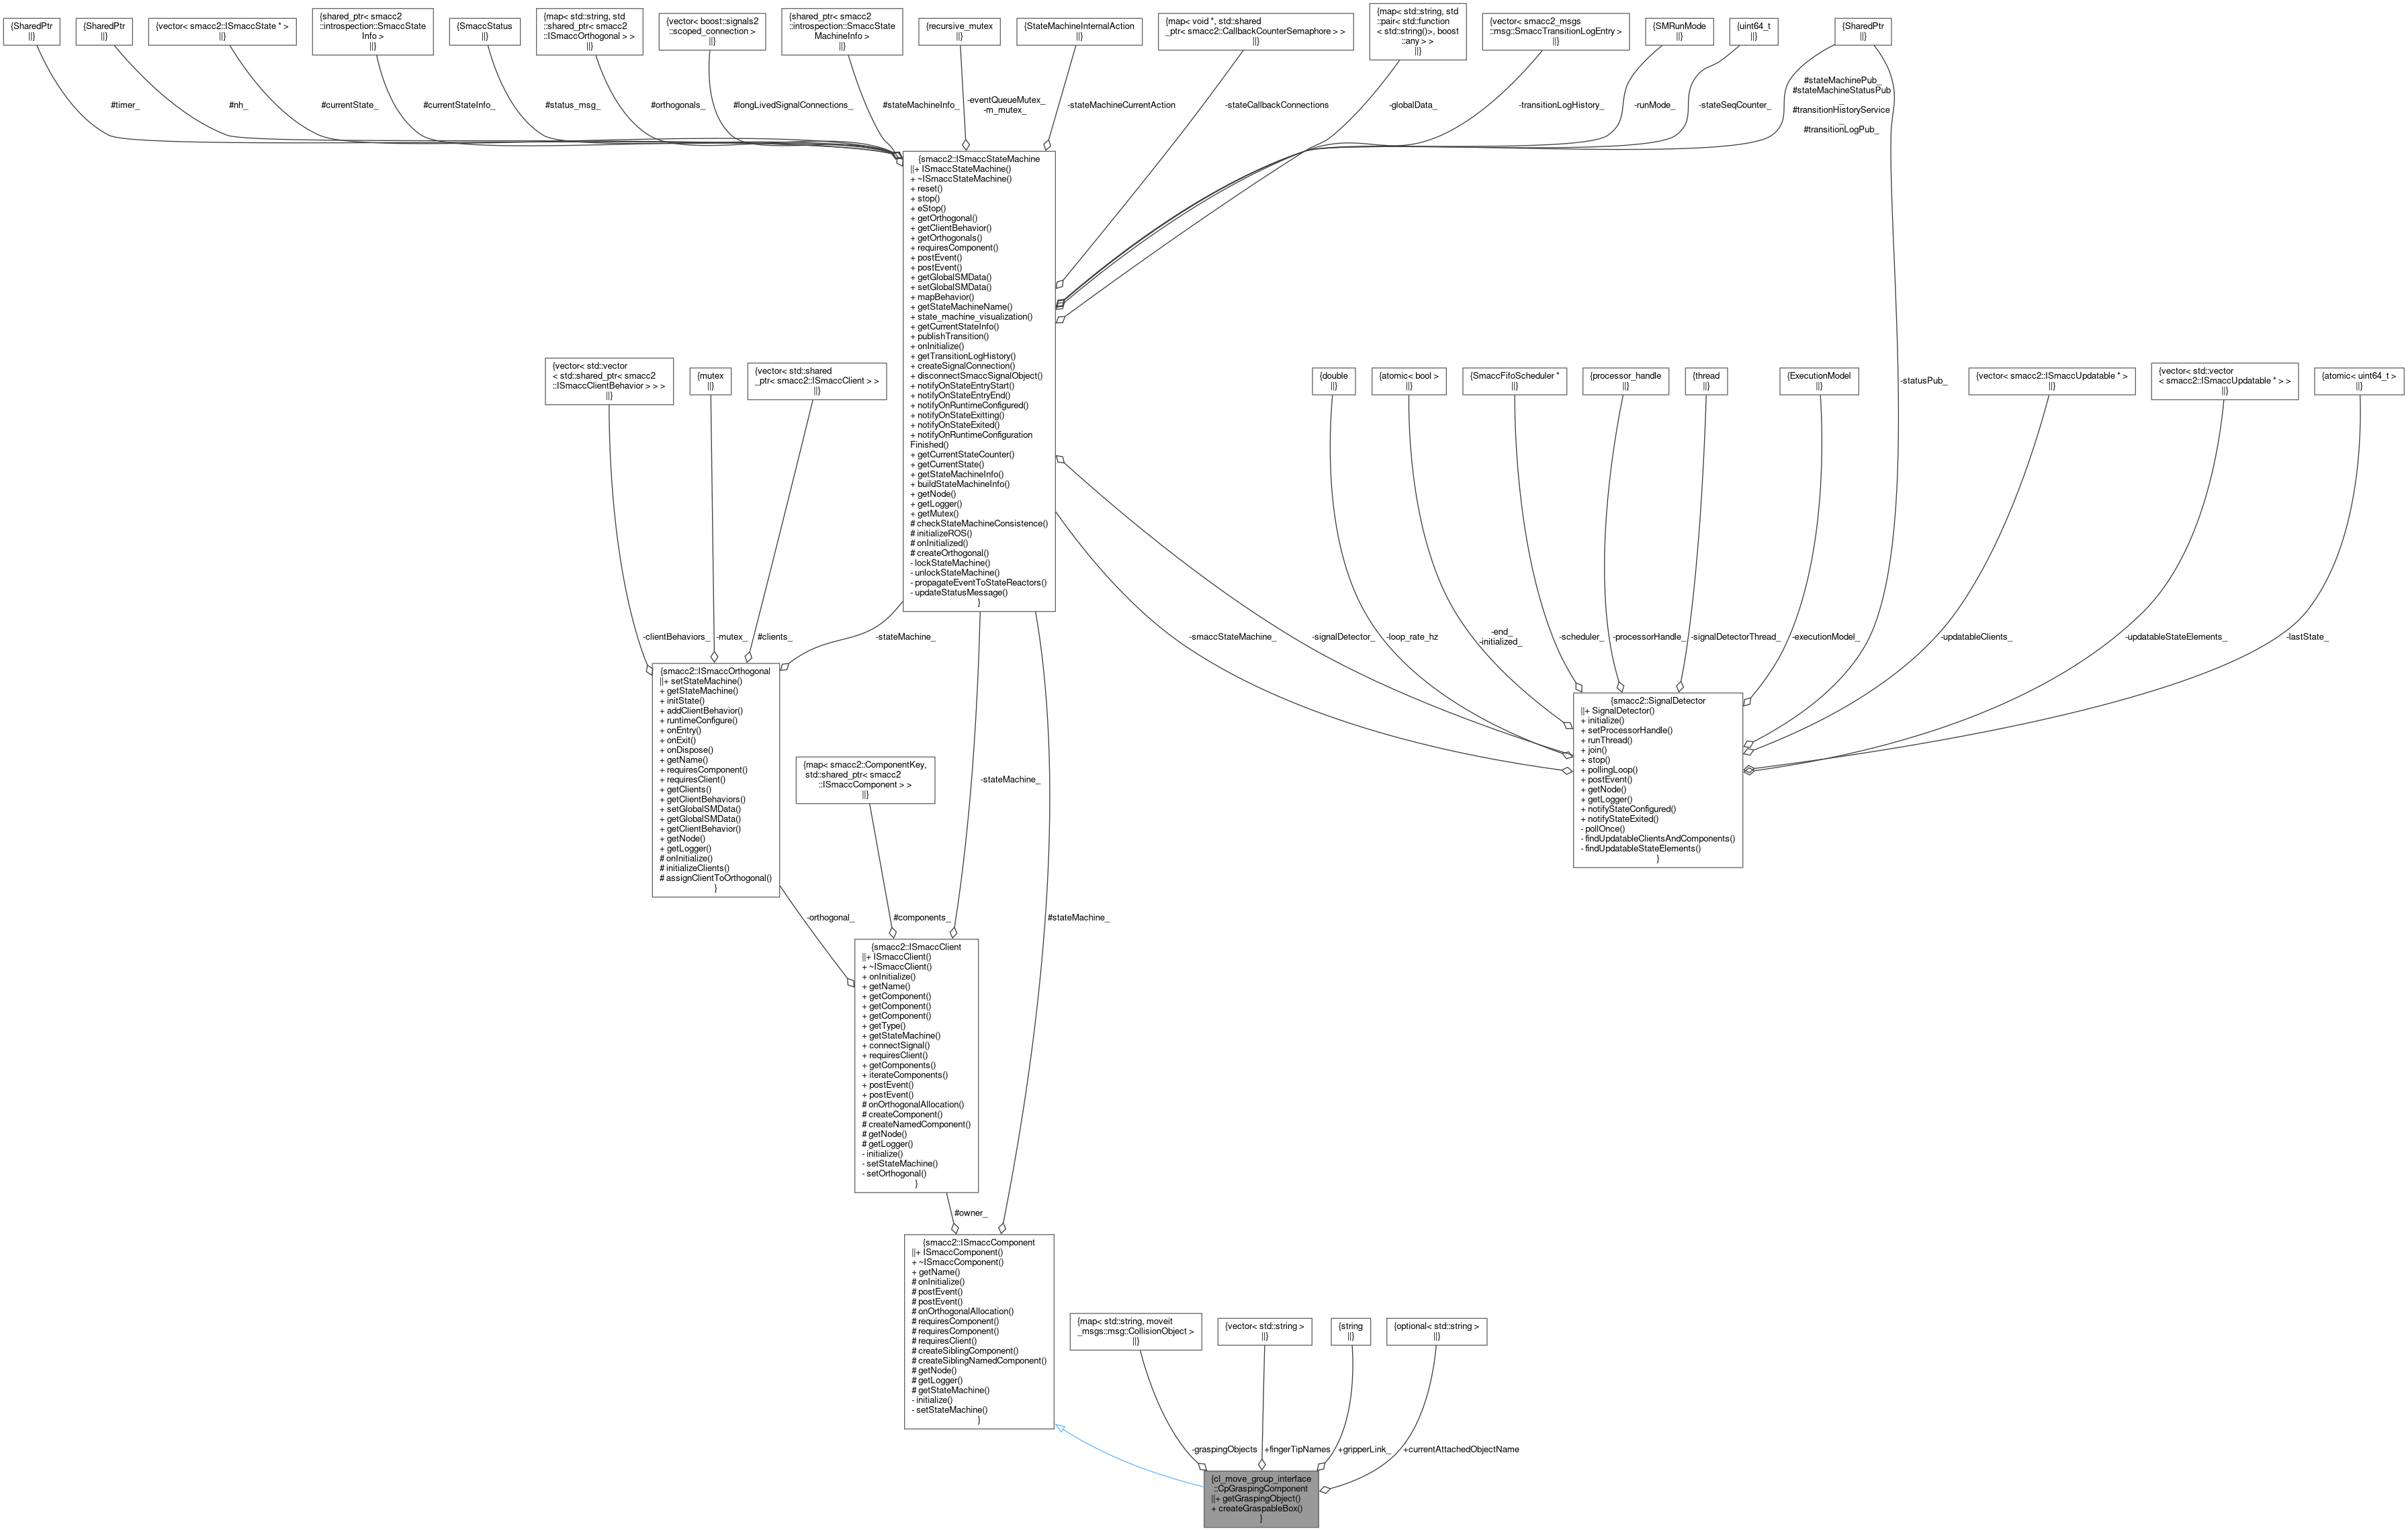 {SharedPtr
||}
{SharedPtr
||}
{vector< smacc2::ISmaccState * >
||}
{shared_ptr< smacc2
::introspection::SmaccState
Info >
||}
{SmaccStatus
||}
{map< std::string, std
::shared_ptr< smacc2
::ISmaccOrthogonal > >
||}
{vector< boost::signals2
::scoped_connection >
||}
{shared_ptr< smacc2
::introspection::SmaccState
MachineInfo >
||}
{recursive_mutex
||}
{StateMachineInternalAction
||}
{map< void *, std::shared
_ptr< smacc2::CallbackCounterSemaphore > >
||}
{map< std::string, std
::pair< std::function
< std::string()>, boost
::any > >
||}
{vector< smacc2_msgs
::msg::SmaccTransitionLogEntry >
||}
{SMRunMode
||}
{uint64_t
||}
{SharedPtr
||}
#timer_
#nh_
#currentState_
#currentStateInfo_
#status_msg_
#orthogonals_
#longLivedSignalConnections_
#stateMachineInfo_
-eventQueueMutex_
-m_mutex_
-stateMachineCurrentAction
-stateCallbackConnections
-globalData_
-transitionLogHistory_
-runMode_
-stateSeqCounter_
#stateMachinePub_
#stateMachineStatusPub
_
#transitionHistoryService
_
#transitionLogPub_
{smacc2::ISmaccStateMachine
||+ ISmaccStateMachine()
+ ~ISmaccStateMachine()
+ reset()
+ stop()
+ eStop()
+ getOrthogonal()
+ getClientBehavior()
+ getOrthogonals()
+ requiresComponent()
+ postEvent()
+ postEvent()
+ getGlobalSMData()
+ setGlobalSMData()
+ mapBehavior()
+ getStateMachineName()
+ state_machine_visualization()
+ getCurrentStateInfo()
+ publishTransition()
+ onInitialize()
+ getTransitionLogHistory()
+ createSignalConnection()
+ disconnectSmaccSignalObject()
+ notifyOnStateEntryStart()
+ notifyOnStateEntryEnd()
+ notifyOnRuntimeConfigured()
+ notifyOnStateExitting()
+ notifyOnStateExited()
+ notifyOnRuntimeConfiguration
Finished()
+ getCurrentStateCounter()
+ getCurrentState()
+ getStateMachineInfo()
+ buildStateMachineInfo()
+ getNode()
+ getLogger()
+ getMutex()
# checkStateMachineConsistence()
# initializeROS()
# onInitialized()
# createOrthogonal()
- lockStateMachine()
- unlockStateMachine()
- propagateEventToStateReactors()
- updateStatusMessage()
}
{vector< std::vector
< std::shared_ptr< smacc2
::ISmaccClientBehavior > > >
||}
{mutex
||}
{vector< std::shared
_ptr< smacc2::ISmaccClient > >
||}
{double
||}
{atomic< bool >
||}
{SmaccFifoScheduler *
||}
{processor_handle
||}
{thread
||}
{ExecutionModel
||}
-statusPub_
{vector< smacc2::ISmaccUpdatable * >
||}
{vector< std::vector
< smacc2::ISmaccUpdatable * > >
||}
{atomic< uint64_t >
||}
-clientBehaviors_
-mutex_
#clients_
-stateMachine_
-smaccStateMachine_
-signalDetector_
-loop_rate_hz
-end_
-initialized_
-scheduler_
-processorHandle_
-signalDetectorThread_
-executionModel_
-updatableClients_
-updatableStateElements_
-lastState_
{smacc2::ISmaccOrthogonal
||+ setStateMachine()
+ getStateMachine()
+ initState()
+ addClientBehavior()
+ runtimeConfigure()
+ onEntry()
+ onExit()
+ onDispose()
+ getName()
+ requiresComponent()
+ requiresClient()
+ getClients()
+ getClientBehaviors()
+ setGlobalSMData()
+ getGlobalSMData()
+ getClientBehavior()
+ getNode()
+ getLogger()
# onInitialize()
# initializeClients()
# assignClientToOrthogonal()
}
{smacc2::SignalDetector
||+ SignalDetector()
+ initialize()
+ setProcessorHandle()
+ runThread()
+ join()
+ stop()
+ pollingLoop()
+ postEvent()
+ getNode()
+ getLogger()
+ notifyStateConfigured()
+ notifyStateExited()
- pollOnce()
- findUpdatableClientsAndComponents()
- findUpdatableStateElements()
}
{map< smacc2::ComponentKey,
std::shared_ptr< smacc2
::ISmaccComponent > >
||}
-stateMachine_
-orthogonal_
#components_
#stateMachine_
{smacc2::ISmaccClient
||+ ISmaccClient()
+ ~ISmaccClient()
+ onInitialize()
+ getName()
+ getComponent()
+ getComponent()
+ getComponent()
+ getType()
+ getStateMachine()
+ connectSignal()
+ requiresClient()
+ getComponents()
+ iterateComponents()
+ postEvent()
+ postEvent()
# onOrthogonalAllocation()
# createComponent()
# createNamedComponent()
# getNode()
# getLogger()
- initialize()
- setStateMachine()
- setOrthogonal()
}
#owner_
{smacc2::ISmaccComponent
||+ ISmaccComponent()
+ ~ISmaccComponent()
+ getName()
# onInitialize()
# postEvent()
# postEvent()
# onOrthogonalAllocation()
# requiresComponent()
# requiresComponent()
# requiresClient()
# createSiblingComponent()
# createSiblingNamedComponent()
# getNode()
# getLogger()
# getStateMachine()
- initialize()
- setStateMachine()
}
{map< std::string, moveit
_msgs::msg::CollisionObject >
||}
{vector< std::string >
||}
{string
||}
{optional< std::string >
||}
-graspingObjects
+fingerTipNames
+gripperLink_
+currentAttachedObjectName
{cl_move_group_interface
::CpGraspingComponent
||+ getGraspingObject()
+ createGraspableBox()
}